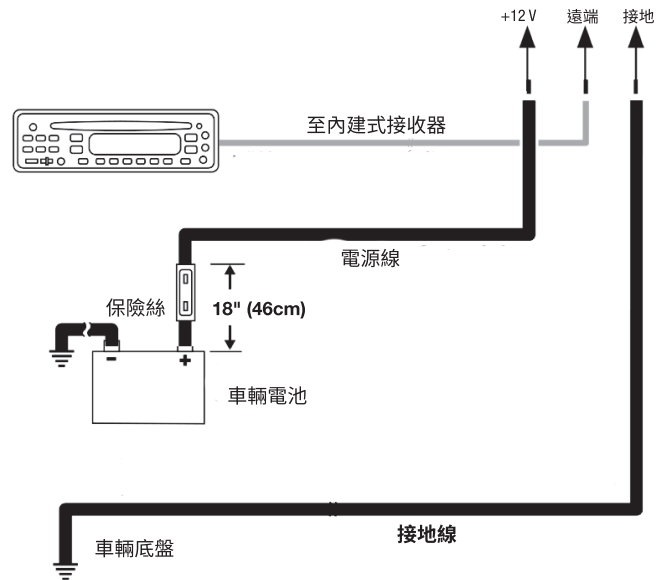 +12 V 遠端 接地
至內建式接收器
電源線
保險絲
18" (46cm)
車輛電池
接地線
車輛底盤